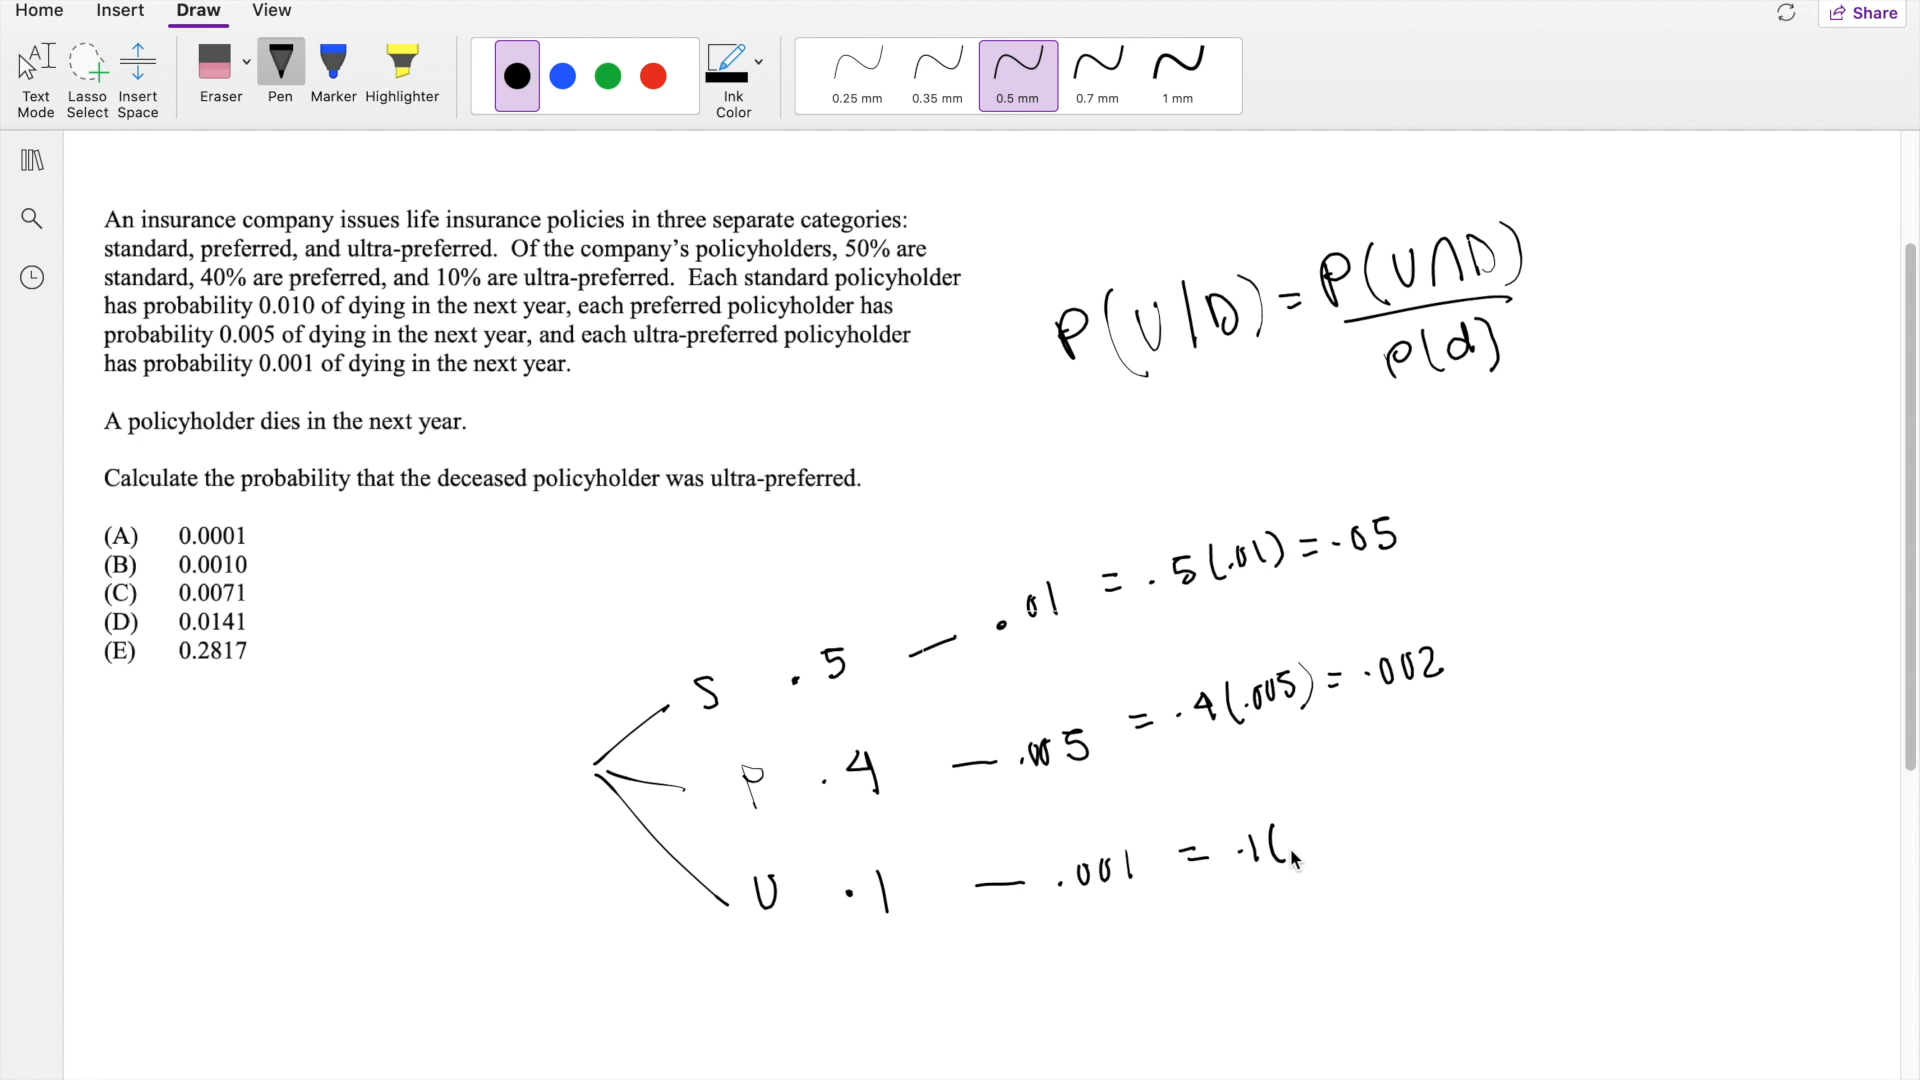 Home Insert Draw View Share
AI
Text Mode
Lasso Select
Insert Space
Eraser
Pen
Marker
Highlighter
Ink Color
0.25 mm
0.35 mm
0.5 mm
0.7 mm
1 mm
An insurance company issues life insurance policies in three separate categories:
standard, preferred, and ultra-preferred. Of the company's policyholders, 50% are
standard, 40% are preferred, and 10% are ultra-preferred. Each standard policyholder
has probability 0.010 of dying in the next year, each preferred policyholder has
probability 0.005 of dying in the next year, and each ultra-preferred policyholder
has probability 0.001 of dying in the next year.
A policyholder dies in the next year.
Calculate the probability that the deceased policyholder was ultra-preferred.
(A) 0.0001
(B) 0.0010
(C) 0.0071
(D) 0.0141
(E) 0.2817
P(U|D) = P(U∩D)
P(d)
S .5 — .01 = .5(.01) = .05
P .4 — .005 = .4(.005) = .002
U .1 — .001 = .1(